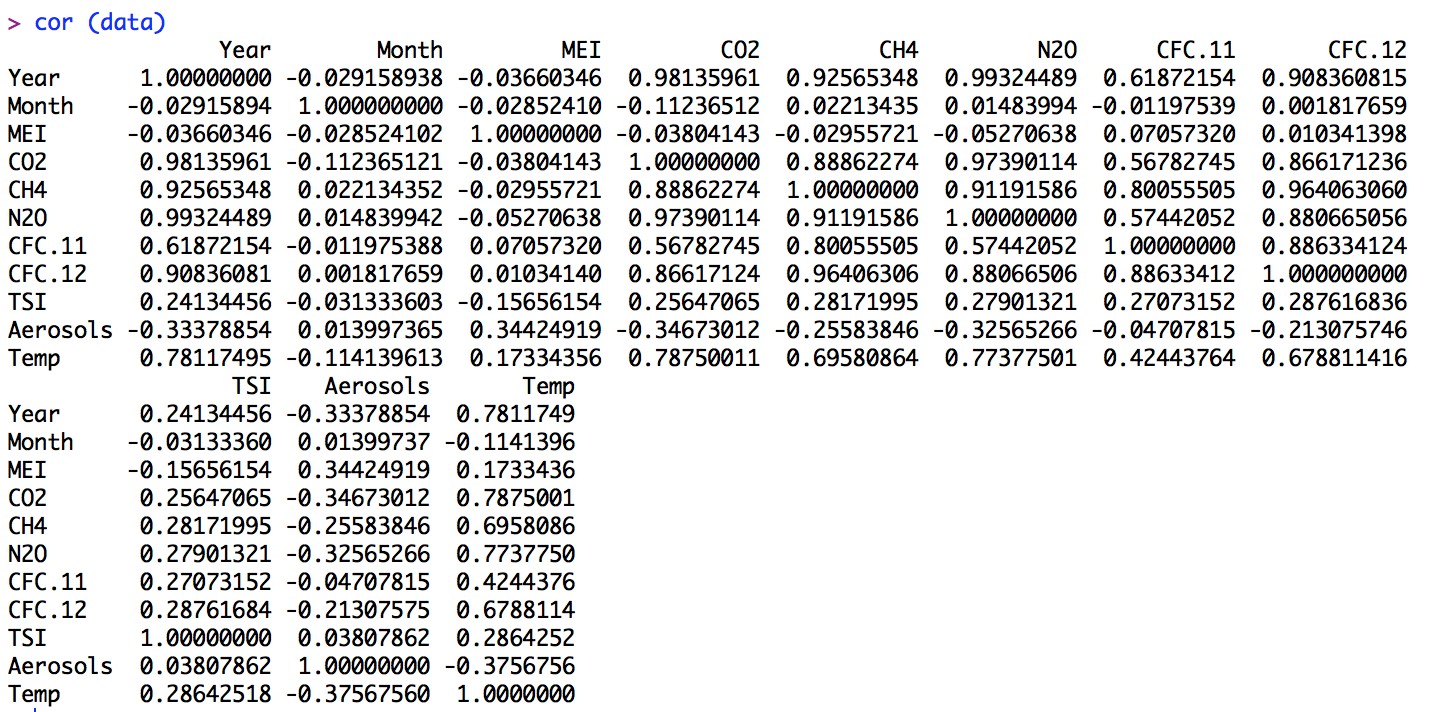 > cor (data)
Year Month MEI CO2 CH4 N2O CFC.11 CFC.12
Year 1.00000000 -0.029158938 -0.03660346 0.98135961 0.92565348 0.99324489 0.61872154 0.908360815
Month -0.02915894 1.000000000 -0.02852410 -0.11236512 0.02213435 0.01483994 -0.01197539 0.001817659
MEI -0.03660346 -0.028524102 1.00000000 -0.03804143 -0.02955721 -0.05270638 0.07057320 0.010341398
CO2 0.98135961 -0.112365121 -0.03804143 1.00000000 0.88862274 0.97390114 0.56782745 0.866171236
CH4 0.92565348 0.022134352 -0.02955721 0.88862274 1.00000000 0.91191586 0.80055505 0.964063060
N2O 0.99324489 0.014839942 -0.05270638 0.97390114 0.91191586 1.00000000 0.57442052 0.880665056
CFC.11 0.61872154 -0.011975388 0.07057320 0.56782745 0.80055505 0.57442052 1.00000000 0.886334124
CFC.12 0.90836081 0.001817659 0.01034140 0.86617124 0.96406306 0.88066506 0.88633412 1.000000000
TSI 0.24134456 -0.031333603 -0.15656154 0.25647065 0.28171995 0.27901321 0.27073152 0.287616836
Aerosols -0.33378854 0.013997365 0.34424919 -0.34673012 -0.25583846 -0.32565266 -0.04707815 -0.213075746
Temp 0.78117495 -0.114139613 0.17334356 0.78750011 0.69580864 0.77377501 0.42443764 0.678811416
TSI Aerosols Temp
Year 0.24134456 -0.33378854 0.7811749
Month -0.03133360 0.01399737 -0.1141396
MEI -0.15656154 0.34424919 0.1733436
CO2 0.25647065 -0.34673012 0.7875001
CH4 0.28171995 -0.25583846 0.6958086
N2O 0.27901321 -0.32565266 0.7737750
CFC.11 0.27073152 -0.04707815 0.4244376
CFC.12 0.28761684 -0.21307575 0.6788114
TSI 1.00000000 0.03807862 0.2864252
Aerosols 0.03807862 1.00000000 -0.3756756
Temp 0.28642518 -0.37567560 1.0000000